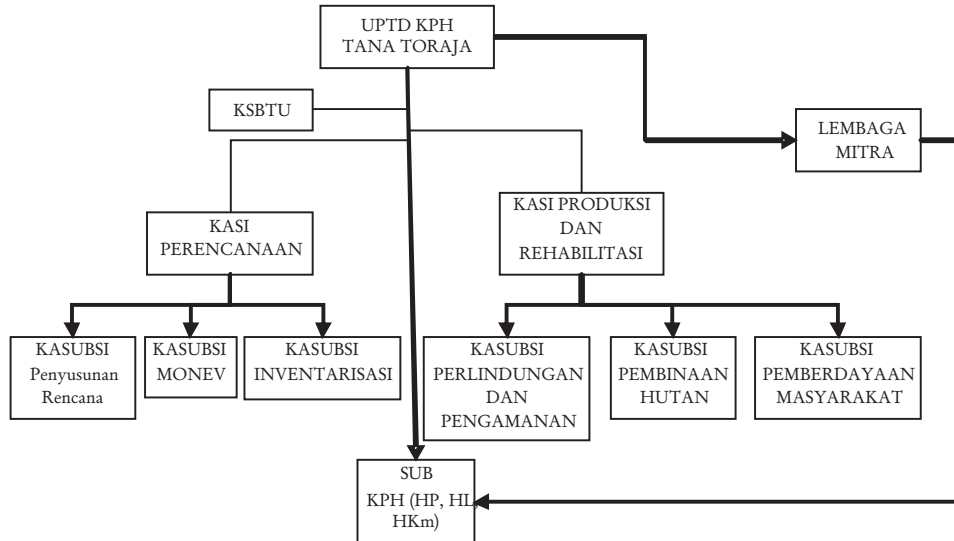 UPTD KPH
TANA TORAJA
KSBTU
LEMBAGA
MITRA
KASI
PERENCANAAN
KASI PRODUKSI
DAN
REHABILITASI
KASUBSI
Penyusunan
Rencana
KASUBSI
MONEV
KASUBSI
INVENTARISASI
KASUBSI
PERLINDUNGAN
DAN
PENGAMANAN
KASUBSI
PEMBINAAN
HUTAN
KASUBSI
PEMBERDAYAAN
MASYARAKAT
SUB
KPH (HP, HL,
HKm)